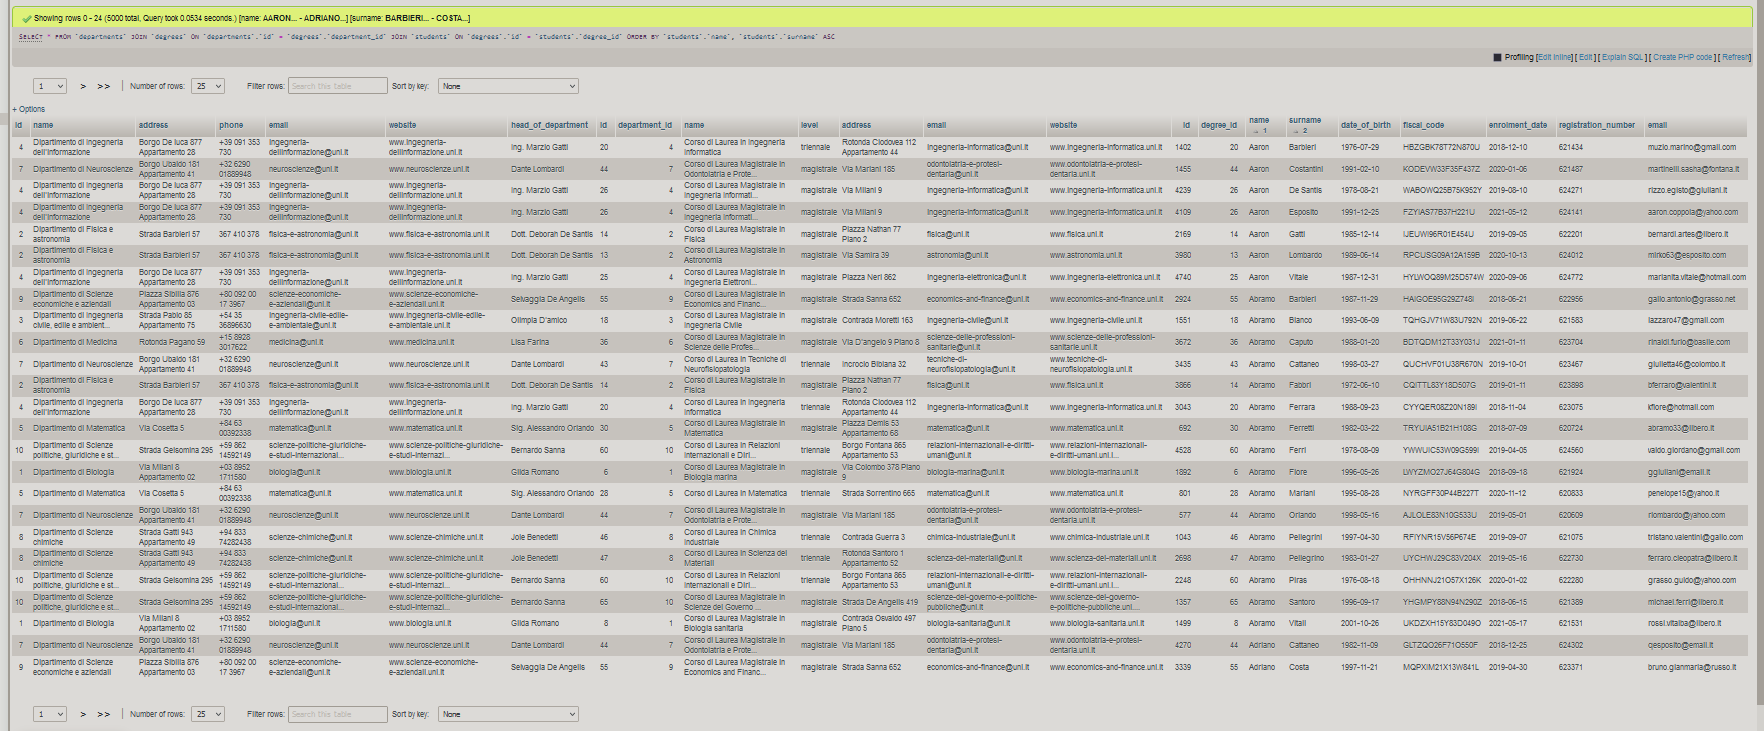 Showing rows 0 - 24 (5000 total, Query took 0.0534 seconds.) [name: AARON... - ADRIANO...] [surname: BARBIERI... - COSTA...]
SELECT * FROM `departments` JOIN `degrees` ON `departments`.`id` = `degrees`.`department_id` JOIN `students` ON `degrees`.`id` = `students`.`degree_id` ORDER BY `students`.`name`, `students`.`surname` ASC
Profiling [Edit inline] [ Edit ] [ Explain SQL ] [ Create PHP code ] [ Refresh]
1 > >> Number of rows: 25 Filter rows: Search this table Sort by key: None
+ Options
id name address phone email website head_of_department id department_id name level address email website id degree_id name 1 surname 2 date_of_birth fiscal_code enrolment_date registration_number email
4 Dipartimento di Ingegneria dell'Informazione Borgo De luca 877 Appartamento 28 +39 091 353 730 ingegneria-dellinformazione@uni.it www.ingegneria-dellinformazione.uni.it Ing. Marzio Gatti 20 4 Corso di Laurea in Ingegneria Informatica triennale Rotonda Clodovea 112 Appartamento 44 ingegneria-informatica@uni.it www.ingegneria-informatica.uni.it 1402 20 Aaron Barbieri 1976-07-29 HBZGBK78T72N870U 2018-12-10 621434 muzio.marino@gmail.com
7 Dipartimento di Neuroscienze Borgo Ubaldo 181 Appartamento 41 +32 6290 01889948 neuroscienze@uni.it www.neuroscienze.uni.it Dante Lombardi 44 7 Corso di Laurea Magistrale in Odontoiatria e Prote... magistrale Via Mariani 185 odontoiatria-e-protesi-dentaria@uni.it www.odontoiatria-e-protesi-dentaria.uni.it 1455 44 Aaron Costantini 1991-02-10 KODEVW33F35F437Z 2020-01-06 621487 martinelli.sasha@fontana.it
4 Dipartimento di Ingegneria dell'Informazione Borgo De luca 877 Appartamento 28 +39 091 353 730 ingegneria-dellinformazione@uni.it www.ingegneria-dellinformazione.uni.it Ing. Marzio Gatti 26 4 Corso di Laurea Magistrale in Ingegneria Informati... magistrale Via Milani 9 ingegneria-informatica@uni.it www.ingegneria-informatica.uni.it 4239 26 Aaron De Santis 1978-08-21 WABOWQ25B75K952Y 2019-08-10 624271 rizzo.egisto@giuliani.it
4 Dipartimento di Ingegneria dell'Informazione Borgo De luca 877 Appartamento 28 +39 091 353 730 ingegneria-dellinformazione@uni.it www.ingegneria-dellinformazione.uni.it Ing. Marzio Gatti 26 4 Corso di Laurea Magistrale in Ingegneria Informati... magistrale Via Milani 9 ingegneria-informatica@uni.it www.ingegneria-informatica.uni.it 4109 26 Aaron Esposito 1991-12-25 FZYIAS77B37H221U 2021-05-12 624141 aaron.coppola@yahoo.com
2 Dipartimento di Fisica e astronomia Strada Barbieri 57 367 410 378 fisica-e-astronomia@uni.it www.fisica-e-astronomia.uni.it Dott. Deborah De Santis 14 2 Corso di Laurea Magistrale in Fisica magistrale Piazza Nathan 77 Piano 2 fisica@uni.it www.fisica.uni.it 2169 14 Aaron Gatti 1985-12-14 IJEUWI96R01E454U 2019-09-05 622201 bernardi.artes@libero.it
2 Dipartimento di Fisica e astronomia Strada Barbieri 57 367 410 378 fisica-e-astronomia@uni.it www.fisica-e-astronomia.uni.it Dott. Deborah De Santis 13 2 Corso di Laurea Magistrale in Astronomia magistrale Via Samira 39 astronomia@uni.it www.astronomia.uni.it 3980 13 Aaron Lombardo 1989-06-14 RPCUSG09A12A159B 2020-10-13 624012 mirko63@esposito.com
4 Dipartimento di Ingegneria dell'Informazione Borgo De luca 877 Appartamento 28 +39 091 353 730 ingegneria-dellinformazione@uni.it www.ingegneria-dellinformazione.uni.it Ing. Marzio Gatti 25 4 Corso di Laurea Magistrale in Ingegneria Elettroni... magistrale Piazza Neri 862 ingegneria-elettronica@uni.it www.ingegneria-elettronica.uni.it 4740 25 Aaron Vitale 1987-12-31 HYLWOQ89M25D574W 2020-09-06 624772 marianita.vitale@hotmail.com
9 Dipartimento di Scienze economiche e aziendali Piazza Sibilla 876 Appartamento 03 +80 092 00 17 3967 scienze-economiche-e-aziendali@uni.it www.scienze-economiche-e-aziendali.uni.it Selvaggia De Angelis 55 9 Corso di Laurea Magistrale in Economics and Financ... magistrale Strada Sanna 652 economics-and-finance@uni.it www.economics-and-finance.uni.it 2924 55 Abramo Barbieri 1987-11-29 HAIGOE95G29Z748I 2018-06-21 622956 gallo.antonio@grasso.net
3 Dipartimento di Ingegneria civile, edile e ambient... Strada Pablo 85 Appartamento 75 +54 35 36896630 ingegneria-civile-edile-e-ambientale@uni.it www.ingegneria-civile-edile-e-ambientale.uni.it Olimpia D'amico 18 3 Corso di Laurea Magistrale in Ingegneria Civile magistrale Contrada Moretti 163 ingegneria-civile@uni.it www.ingegneria-civile.uni.it 1551 18 Abramo Bianco 1993-06-09 TQHGJV71W83U792N 2019-06-22 621583 lazzaro47@gmail.com
6 Dipartimento di Medicina Rotonda Pagano 59 +15 8928 3017622 medicina@uni.it www.medicina.uni.it Lisa Farina 36 6 Corso di Laurea Magistrale in Scienze delle Profes... magistrale Via D'angelo 9 Piano 8 scienze-delle-professioni-sanitarie@uni.it www.scienze-delle-professioni-sanitarie.uni.it 3672 36 Abramo Caputo 1988-01-20 BDTQDM12T33Y031J 2021-01-11 623704 rinaldi.furio@basile.com
7 Dipartimento di Neuroscienze Borgo Ubaldo 181 Appartamento 41 +32 6290 01889948 neuroscienze@uni.it www.neuroscienze.uni.it Dante Lombardi 43 7 Corso di Laurea in Tecniche di Neurofisiopatologia triennale Incrocio Bibiana 32 tecniche-di-neurofisiopatologia@uni.it www.tecniche-di-neurofisiopatologia.uni.it 3435 43 Abramo Cattaneo 1998-03-27 QUCHVF01U38R670N 2019-10-01 623467 giulietta46@colombo.it
2 Dipartimento di Fisica e astronomia Strada Barbieri 57 367 410 378 fisica-e-astronomia@uni.it www.fisica-e-astronomia.uni.it Dott. Deborah De Santis 14 2 Corso di Laurea Magistrale in Fisica magistrale Piazza Nathan 77 Piano 2 fisica@uni.it www.fisica.uni.it 3866 14 Abramo Fabbri 1972-06-10 CQITTL83Y18D507G 2019-01-11 623898 bferraro@valentini.it
4 Dipartimento di Ingegneria dell'Informazione Borgo De luca 877 Appartamento 28 +39 091 353 730 ingegneria-dellinformazione@uni.it www.ingegneria-dellinformazione.uni.it Ing. Marzio Gatti 20 4 Corso di Laurea in Ingegneria Informatica triennale Rotonda Clodovea 112 Appartamento 44 ingegneria-informatica@uni.it www.ingegneria-informatica.uni.it 3043 20 Abramo Ferrara 1988-09-23 CYYQER08Z20N189I 2018-11-04 623075 kfiore@hotmail.com
5 Dipartimento di Matematica Via Cosetta 5 +84 63 00392338 matematica@uni.it www.matematica.uni.it Sig. Alessandro Orlando 30 5 Corso di Laurea Magistrale in Matematica magistrale Piazza Demis 53 Appartamento 68 matematica@uni.it www.matematica.uni.it 692 30 Abramo Ferretti 1982-03-22 TRYUIA51B21H108G 2018-07-09 620724 abramo33@libero.it
10 Dipartimento di Scienze politiche, giuridiche e st... Strada Gelsomina 295 +59 862 14592149 scienze-politiche-giuridiche-e-studi-internazional... www.scienze-politiche-giuridiche-e-studi-internazi... Bernardo Sanna 60 10 Corso di Laurea in Relazioni Internazionali e Diri... triennale Borgo Fontana 865 Appartamento 53 relazioni-internazionali-e-diritti-umani@uni.it www.relazioni-internazionali-e-diritti-umani.uni.i... 4528 60 Abramo Ferri 1978-08-09 YWWUIC53W09G599I 2019-04-05 624560 valdo.giordano@gmail.com
1 Dipartimento di Biologia Via Milani 8 Appartamento 02 +03 8952 1711580 biologia@uni.it www.biologia.uni.it Gilda Romano 6 1 Corso di Laurea Magistrale in Biologia marina magistrale Via Colombo 378 Piano 9 biologia-marina@uni.it www.biologia-marina.uni.it 1892 6 Abramo Fiore 1996-05-26 LWYZMO27J64G804G 2018-09-18 621924 ggiuliani@email.it
5 Dipartimento di Matematica Via Cosetta 5 +84 63 00392338 matematica@uni.it www.matematica.uni.it Sig. Alessandro Orlando 28 5 Corso di Laurea in Matematica triennale Strada Sorrentino 665 matematica@uni.it www.matematica.uni.it 801 28 Abramo Mariani 1995-08-28 NYRGFF30P44B227T 2020-11-12 620833 penelope15@yahoo.it
7 Dipartimento di Neuroscienze Borgo Ubaldo 181 Appartamento 41 +32 6290 01889948 neuroscienze@uni.it www.neuroscienze.uni.it Dante Lombardi 44 7 Corso di Laurea Magistrale in Odontoiatria e Prote... magistrale Via Mariani 185 odontoiatria-e-protesi-dentaria@uni.it www.odontoiatria-e-protesi-dentaria.uni.it 577 44 Abramo Orlando 1998-05-16 AJLOLE83N10G533U 2019-05-01 620609 rlombardo@yahoo.com
8 Dipartimento di Scienze chimiche Strada Gatti 943 Appartamento 49 +94 833 74282438 scienze-chimiche@uni.it www.scienze-chimiche.uni.it Jole Benedetti 46 8 Corso di Laurea in Chimica Industriale triennale Contrada Guerra 3 chimica-industriale@uni.it www.chimica-industriale.uni.it 1043 46 Abramo Pellegrini 1997-04-30 RFIYNR15V56P674E 2019-09-07 621075 tristano.valentini@gallo.com
8 Dipartimento di Scienze chimiche Strada Gatti 943 Appartamento 49 +94 833 74282438 scienze-chimiche@uni.it www.scienze-chimiche.uni.it Jole Benedetti 47 8 Corso di Laurea in Scienza dei Materiali triennale Rotonda Santoro 1 Appartamento 52 scienza-dei-materiali@uni.it www.scienza-dei-materiali.uni.it 2698 47 Abramo Pellegrino 1983-01-27 UYCHWJ29C83V204X 2019-05-16 622730 ferraro.cleopatra@libero.it
10 Dipartimento di Scienze politiche, giuridiche e st... Strada Gelsomina 295 +59 862 14592149 scienze-politiche-giuridiche-e-studi-internazional... www.scienze-politiche-giuridiche-e-studi-internazi... Bernardo Sanna 60 10 Corso di Laurea in Relazioni Internazionali e Diri... triennale Borgo Fontana 865 Appartamento 53 relazioni-internazionali-e-diritti-umani@uni.it www.relazioni-internazionali-e-diritti-umani.uni.i... 2248 60 Abramo Piras 1976-08-18 OHHNNJ21O57X126K 2020-01-02 622280 grasso.guido@yahoo.com
10 Dipartimento di Scienze politiche, giuridiche e st... Strada Gelsomina 295 +59 862 14592149 scienze-politiche-giuridiche-e-studi-internazional... www.scienze-politiche-giuridiche-e-studi-internazi... Bernardo Sanna 65 10 Corso di Laurea Magistrale in Scienze del Governo ... magistrale Strada De Angelis 419 scienze-del-governo-e-politiche-pubbliche@uni.it www.scienze-del-governo-e-politiche-pubbliche.uni.... 1357 65 Abramo Santoro 1996-09-17 YHGMPY88N94N290Z 2018-06-15 621389 michael.ferri@libero.it
1 Dipartimento di Biologia Via Milani 8 Appartamento 02 +03 8952 1711580 biologia@uni.it www.biologia.uni.it Gilda Romano 8 1 Corso di Laurea Magistrale in Biologia sanitaria magistrale Contrada Osvaldo 497 Piano 5 biologia-sanitaria@uni.it www.biologia-sanitaria.uni.it 1499 8 Abramo Vitali 2001-10-26 UKDZXH15Y83D049O 2021-05-17 621531 rossi.vitalba@libero.it
7 Dipartimento di Neuroscienze Borgo Ubaldo 181 Appartamento 41 +32 6290 01889948 neuroscienze@uni.it www.neuroscienze.uni.it Dante Lombardi 44 7 Corso di Laurea Magistrale in Odontoiatria e Prote... magistrale Via Mariani 185 odontoiatria-e-protesi-dentaria@uni.it www.odontoiatria-e-protesi-dentaria.uni.it 4270 44 Adriano Cattaneo 1982-11-09 GLTZQO26F71O550F 2018-12-25 624302 qesposito@email.it
9 Dipartimento di Scienze economiche e aziendali Piazza Sibilla 876 Appartamento 03 +80 092 00 17 3967 scienze-economiche-e-aziendali@uni.it www.scienze-economiche-e-aziendali.uni.it Selvaggia De Angelis 55 9 Corso di Laurea Magistrale in Economics and Financ... magistrale Strada Sanna 652 economics-and-finance@uni.it www.economics-and-finance.uni.it 3339 55 Adriano Costa 1997-11-21 MQPXIM21X13W841L 2019-04-30 623371 bruno.gianmaria@russo.it
1 > >> Number of rows: 25 Filter rows: Search this table Sort by key: None